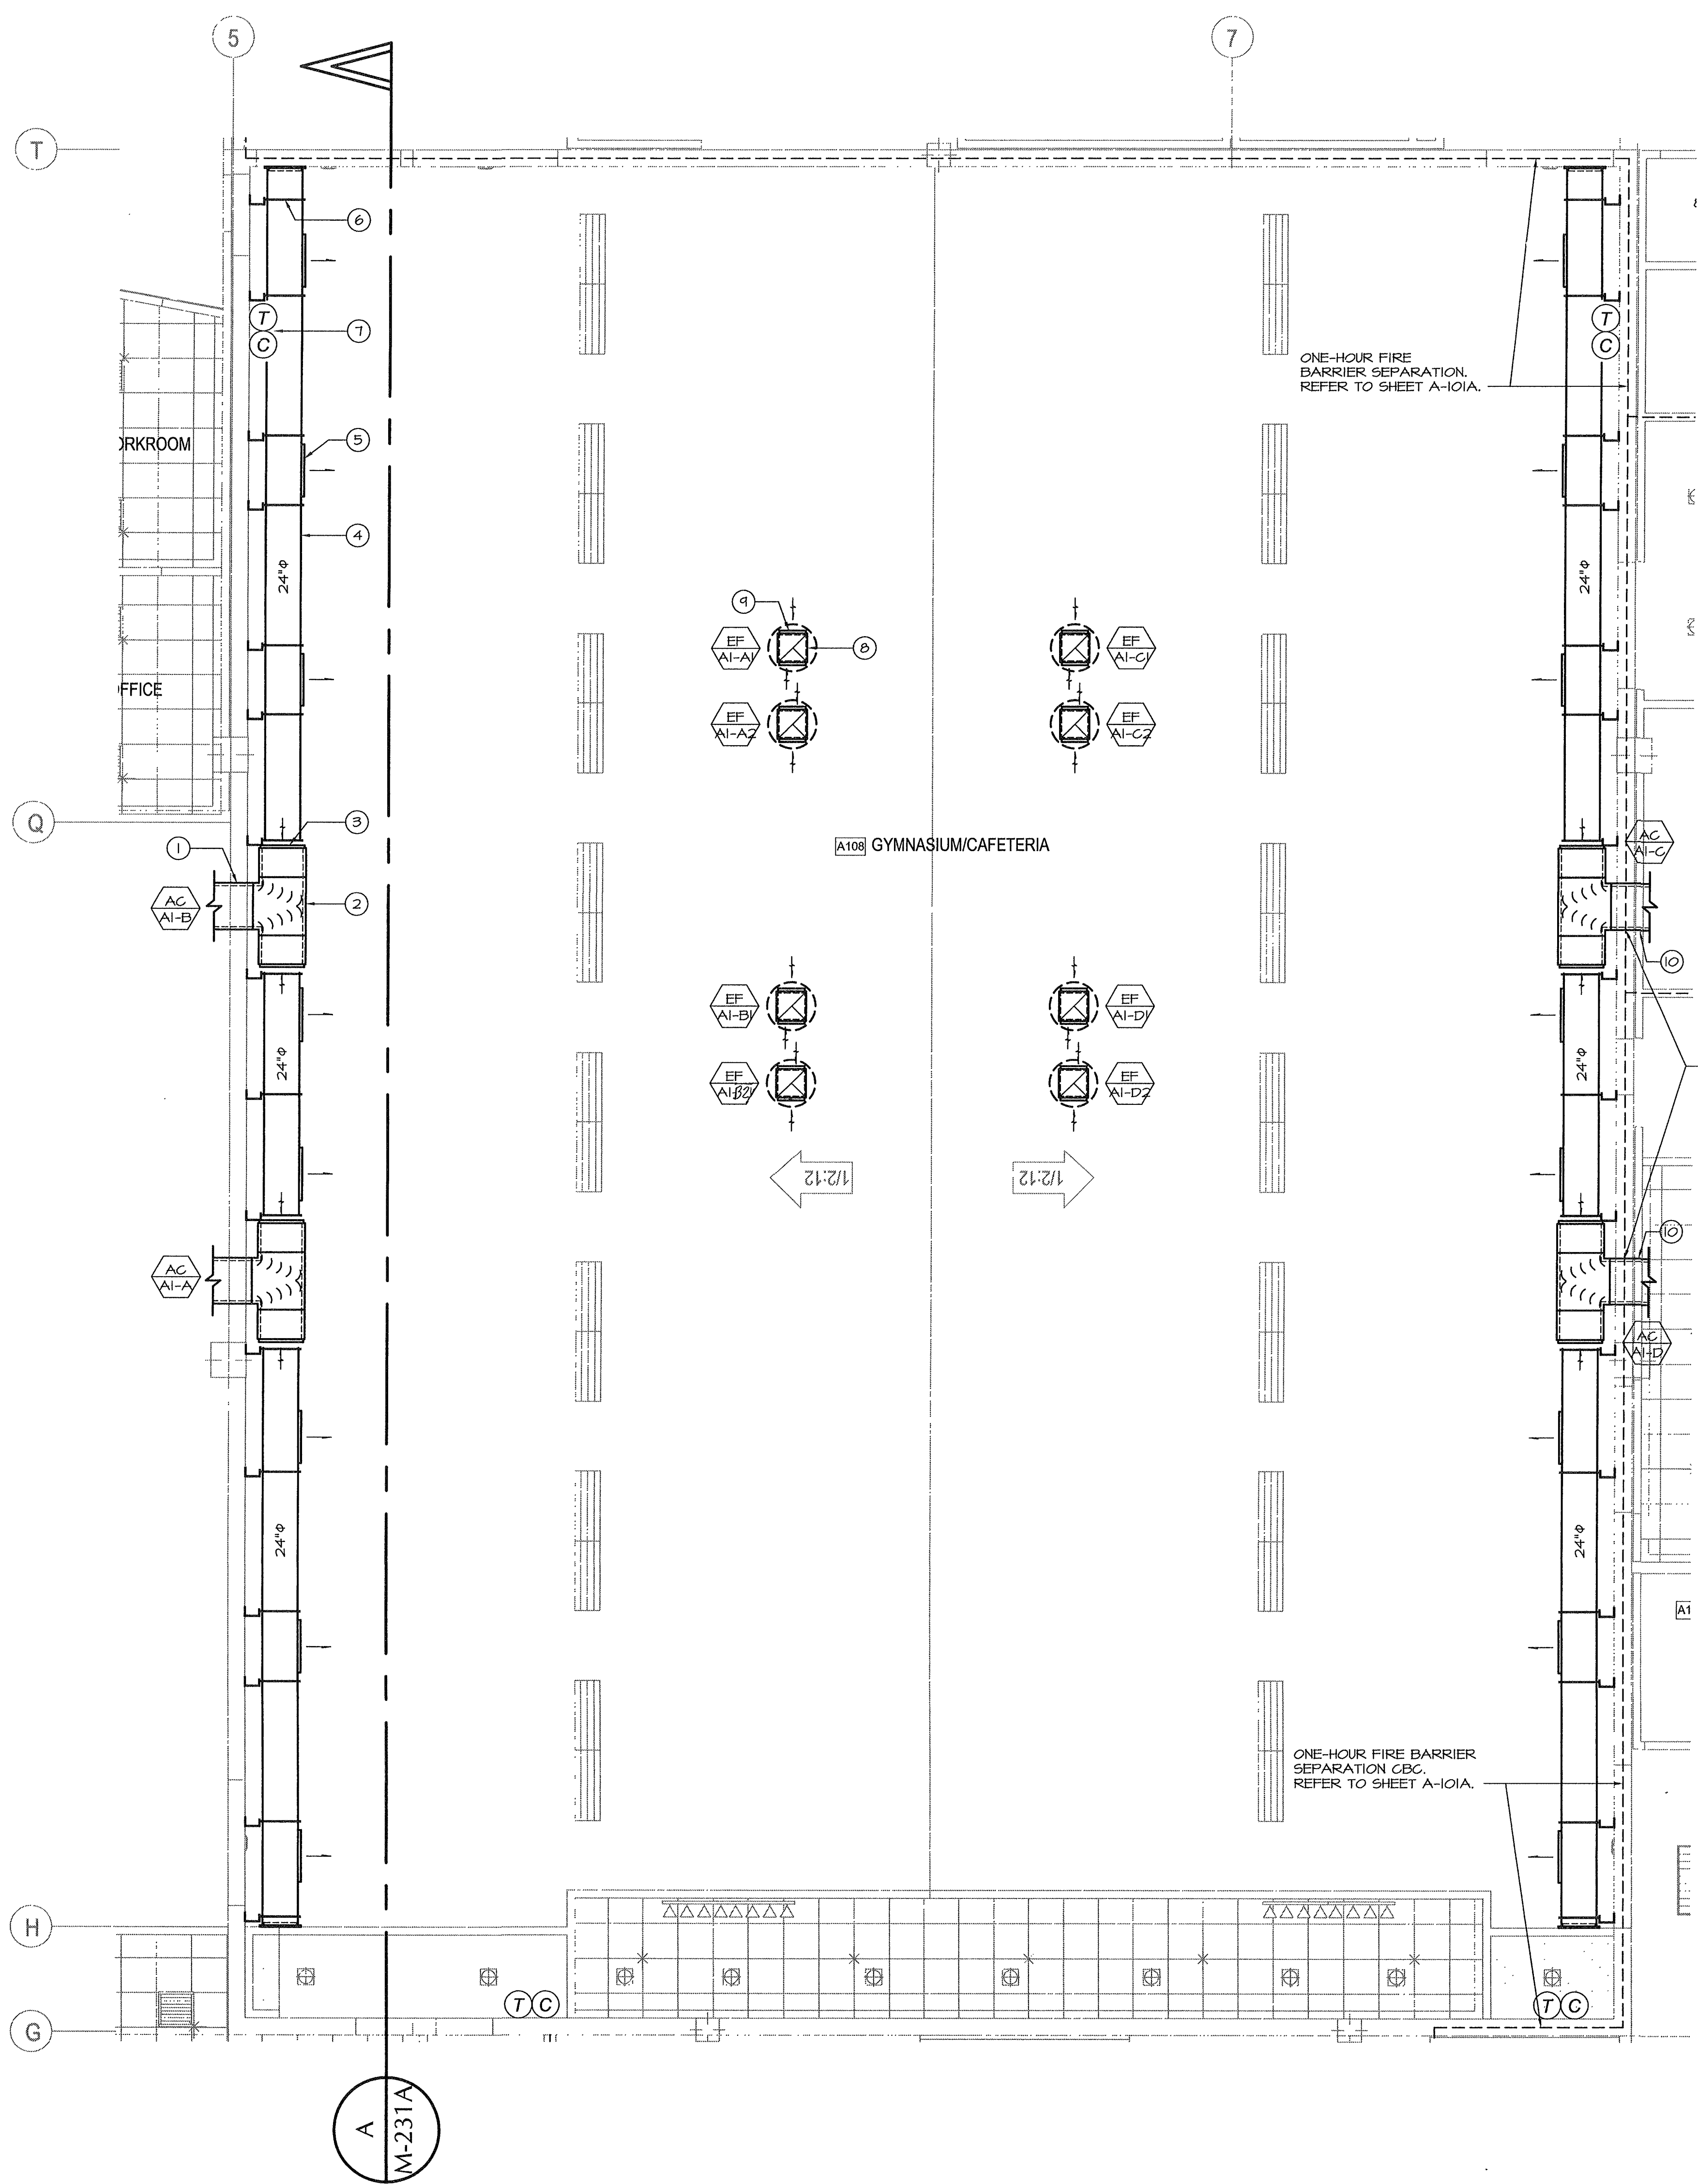 5
7
T
6
T
C
7
T
C
ONE-HOUR FIRE
BARRIER SEPARATION.
REFER TO SHEET A-101A.
ORKROOM
5
4
24"Φ
24"Φ
9
EF
A1-A1
8
EF
A1-C1
OFFICE
EF
A1-A2
EF
A1-C2
Q
3
1
A108 GYMNASIUM/CAFETERIA
AC
A1-C
AC
A1-B
2
10
EF
A1-B1
EF
A1-D1
24"Φ
24"Φ
EF
EF
A1-D2
1/2:12
1/2:12
10
AC
A1-A
AC
A1-D
24"Φ
24"Φ
A1
ONE-HOUR FIRE BARRIER
SEPARATION CBC.
REFER TO SHEET A-101A.
H
T C
T C
G
A
M-231A